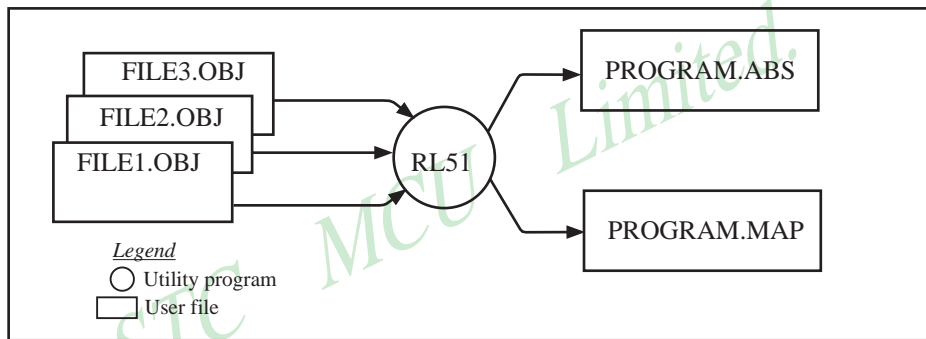 FILE3.OBJ
FILE2.OBJ
FILE1.OBJ
RL51
PROGRAM.ABS
PROGRAM.MAP
Legend
Utility program
User file
STC MCU Limited.